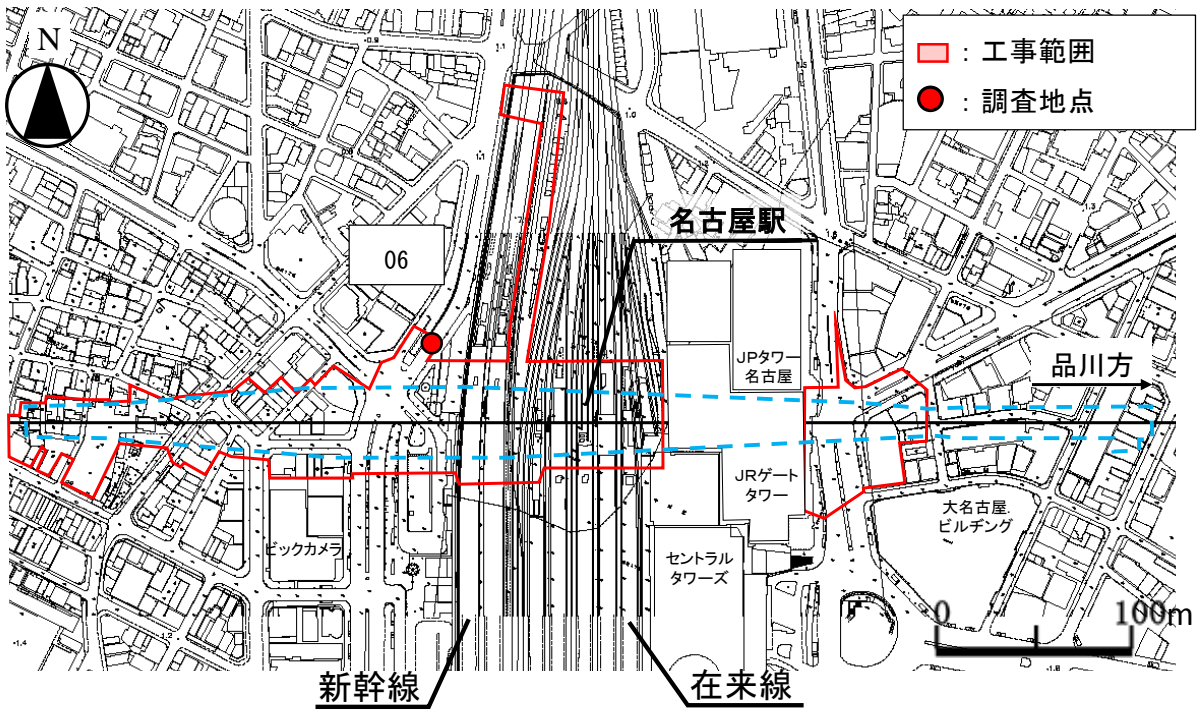 N
：工事範囲
：調査地点
名古屋駅
06
JPタワー
名古屋
品川方
JRゲート
タワー
大名古屋.
ビルヂング
ビックカメラ
セントラル
タワーズ
0
100m
新幹線
在来線